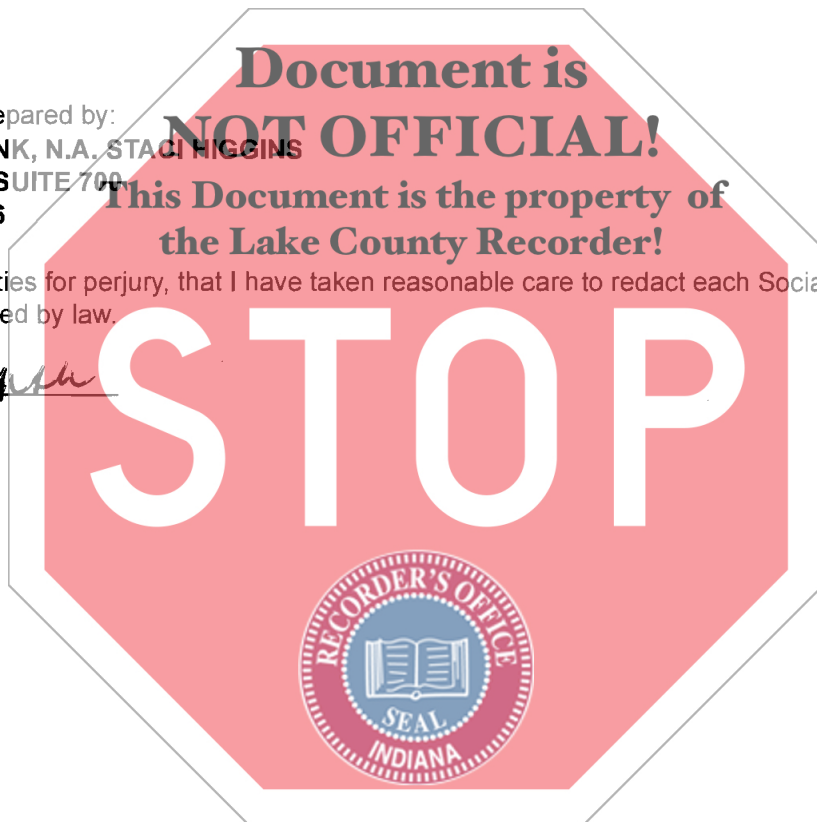 Document is
epared by:
NOT OFFICIAL!
NK, N.A. STACI HIGGINS
SUITE 700
This Document is the property of
6
the Lake County Recorder!
ties for perjury, that I have taken reasonable care to redact each Socia
ed by law.
STOP
RECORDER'S OFFICE
SEAL
INDIANA